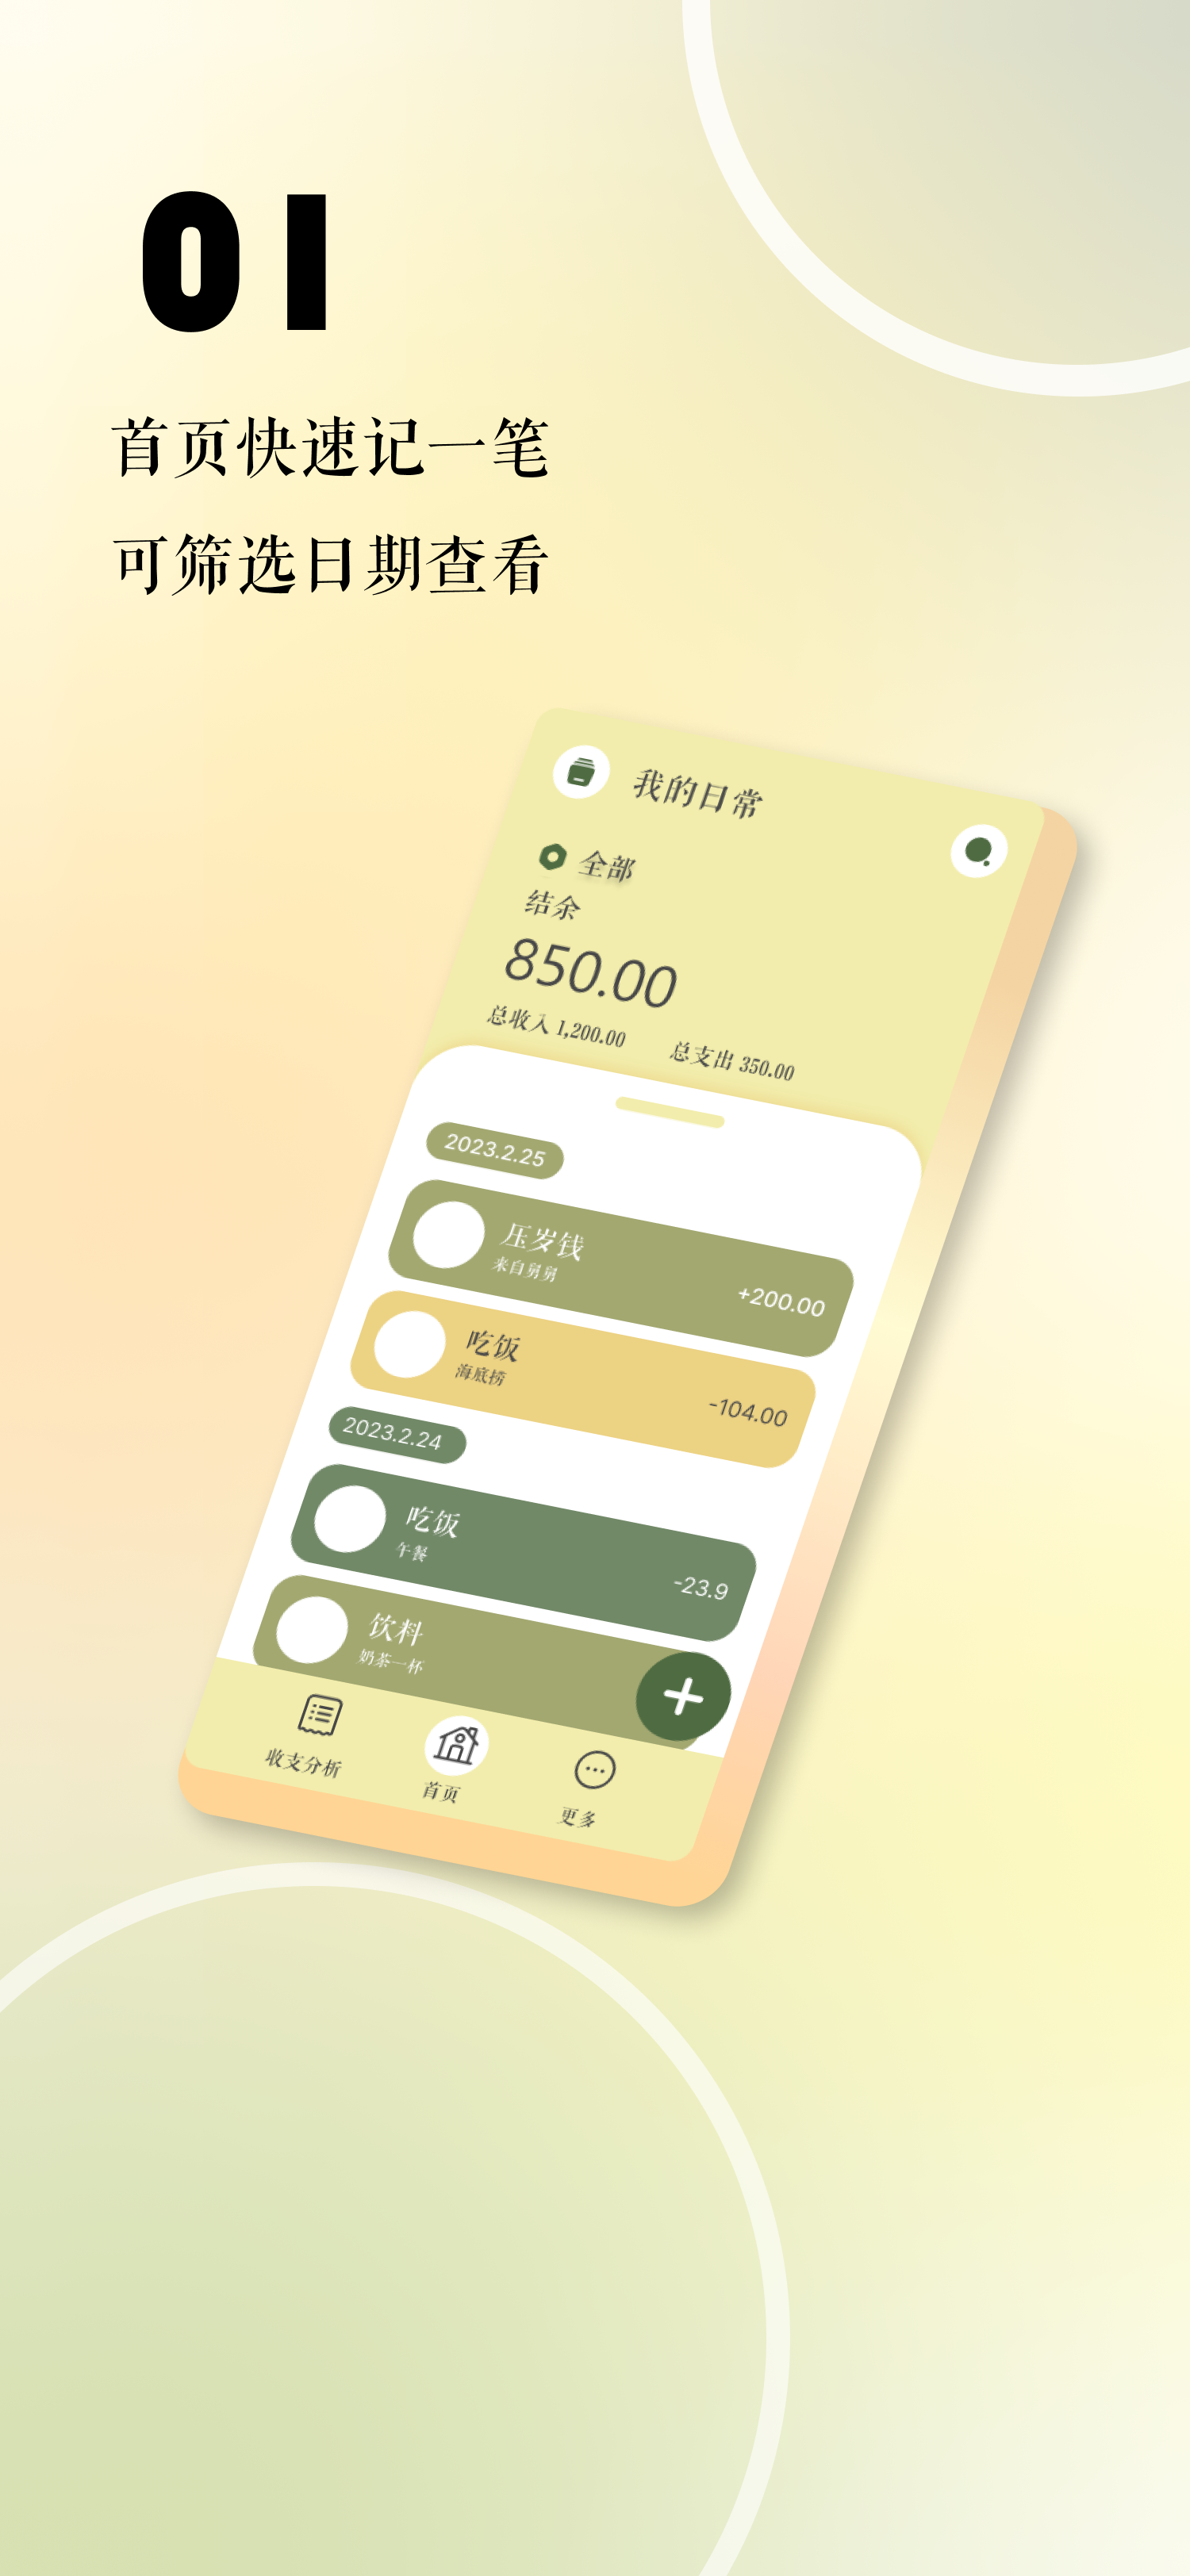 01
首页快速记一笔
可筛选日期查看
我的日常
全部
结余
850.00
总收入 1,200.00 总支出 350.00
2023.2.25
压岁钱
来自舅舅
+200.00
吃饭
海底捞
-104.00
2023.2.24
吃饭
午餐
-23.9
饮料
奶茶一杯
收支分析
首页
更多